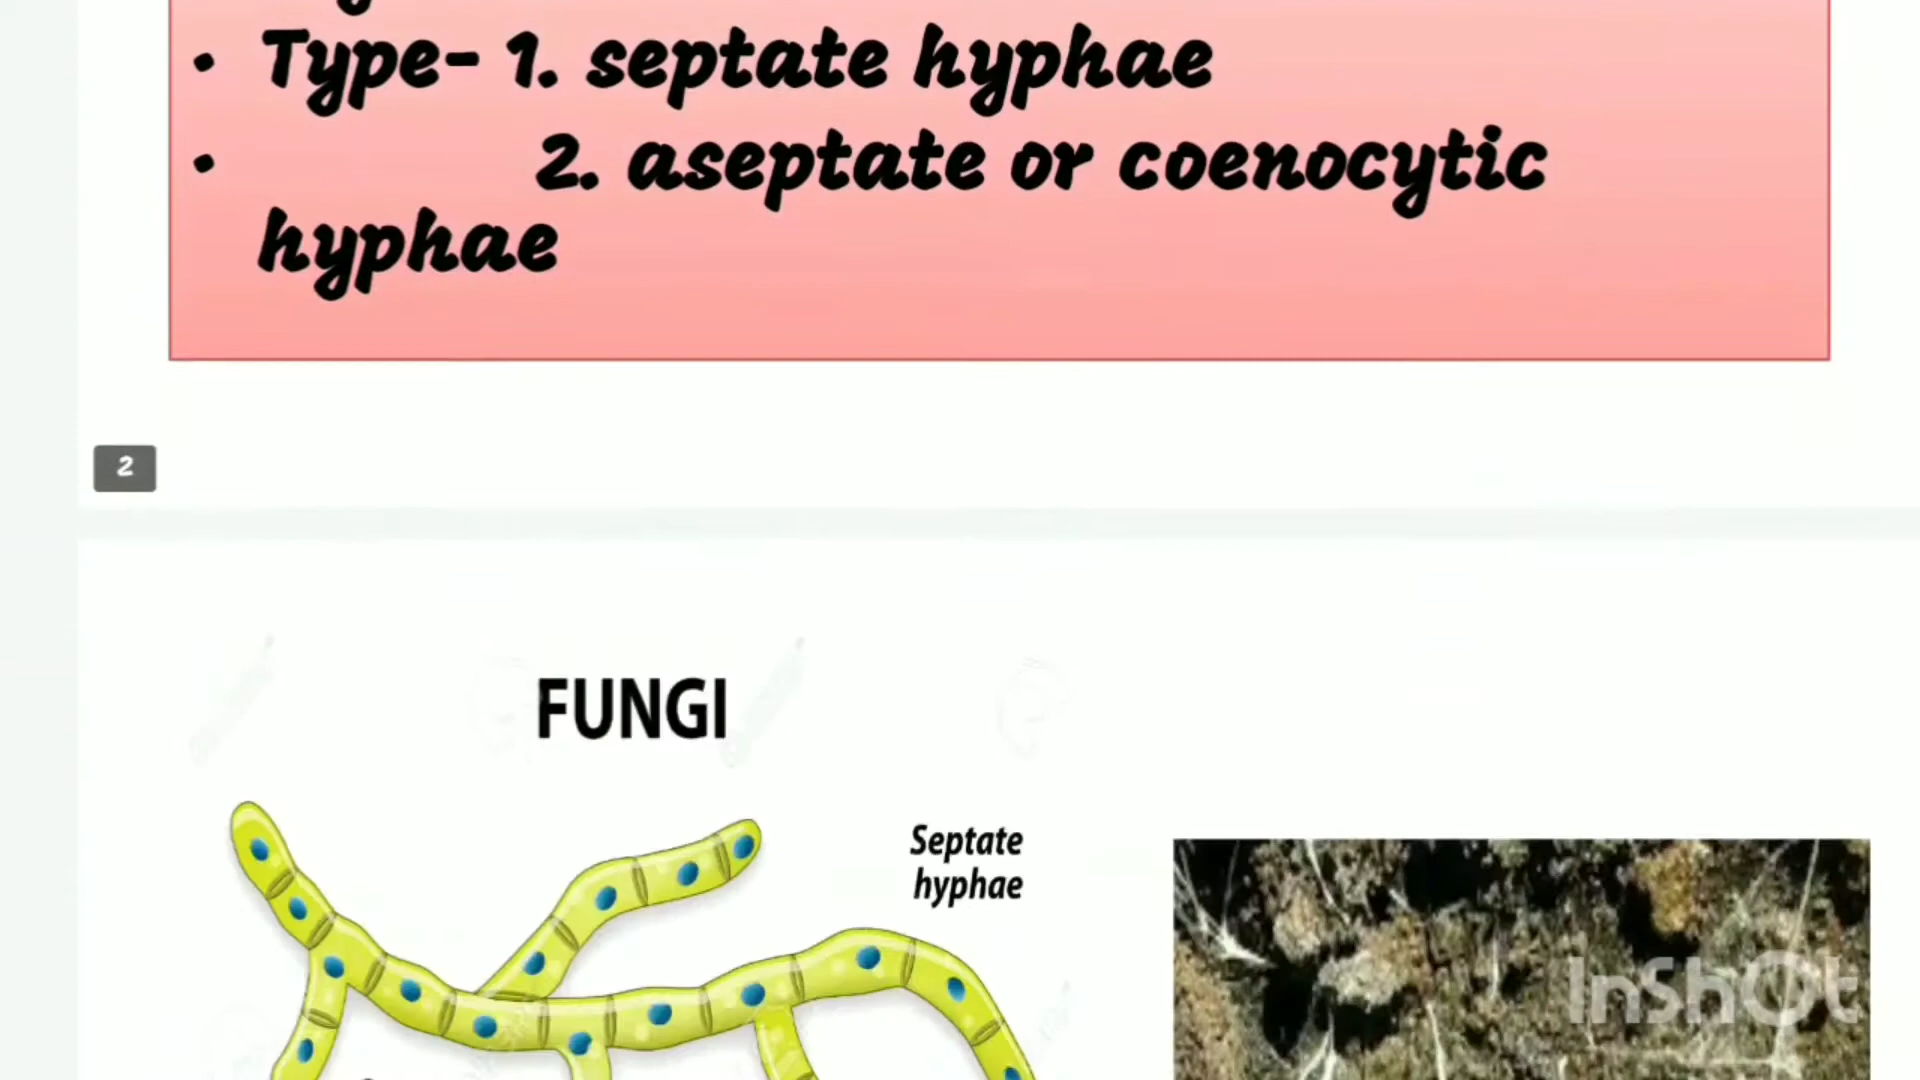 • Type- 1. septate hyphae
• 2. aseptate or coenocytic
hyphae
2
FUNGI
Septate
hyphae
InShOt